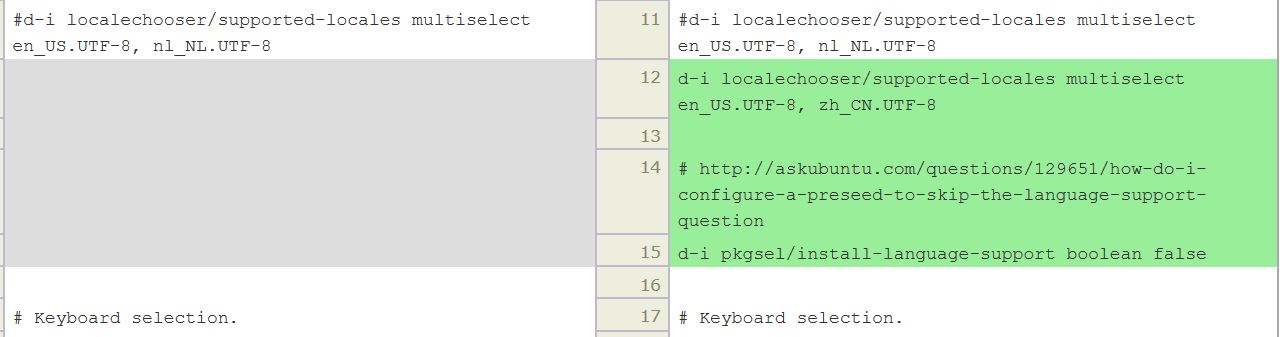 #d-i localechooser/supported-locales multiselect
en_US.UTF-8, nl_NL.UTF-8
# Keyboard selection.
11 #d-i localechooser/supported-locales multiselect
en_US.UTF-8, nl_NL.UTF-8
12 d-i localechooser/supported-locales multiselect
en_US.UTF-8, zh_CN.UTF-8
13
14 # http://askubuntu.com/questions/129651/how-do-i-
configure-a-preseed-to-skip-the-language-support-
question
15 d-i pkgsel/install-language-support boolean false
16
17 # Keyboard selection.